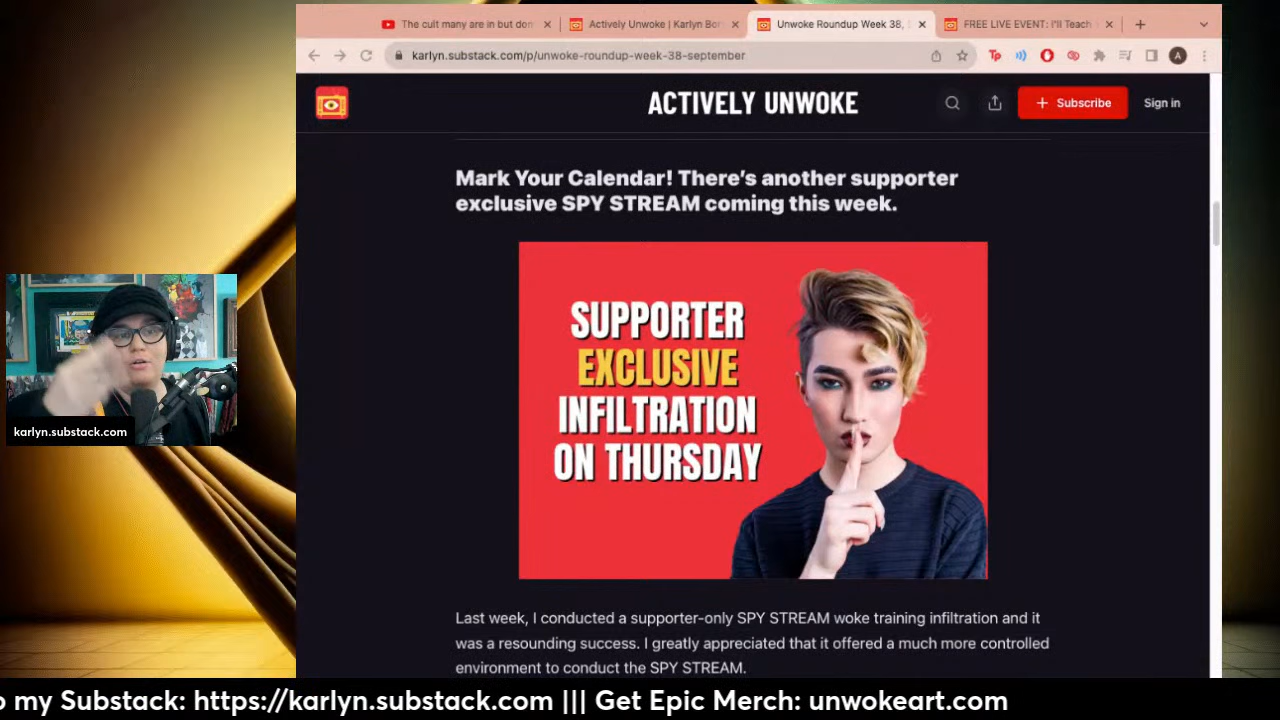 The cult many are in but don
Actively Unwoke | Karlyn Bor
Unwoke Roundup Week 38, S
FREE LIVE EVENT: I'll Teach
karlyn.substack.com/p/unwoke-roundup-week-38-september
Tp
A
ACTIVELY UNWOKE
+ Subscribe
Sign in
Mark Your Calendar! There's another supporter
exclusive SPY STREAM coming this week.
SUPPORTER
EXCLUSIVE
INFILTRATION
ON THURSDAY
karlyn.substack.com
Last week, I conducted a supporter-only SPY STREAM woke training infiltration and it
was a resounding success. I greatly appreciated that it offered a much more controlled
environment to conduct the SPY STREAM.
o my Substack: https://karlyn.substack.com ||| Get Epic Merch: unwokeart.com